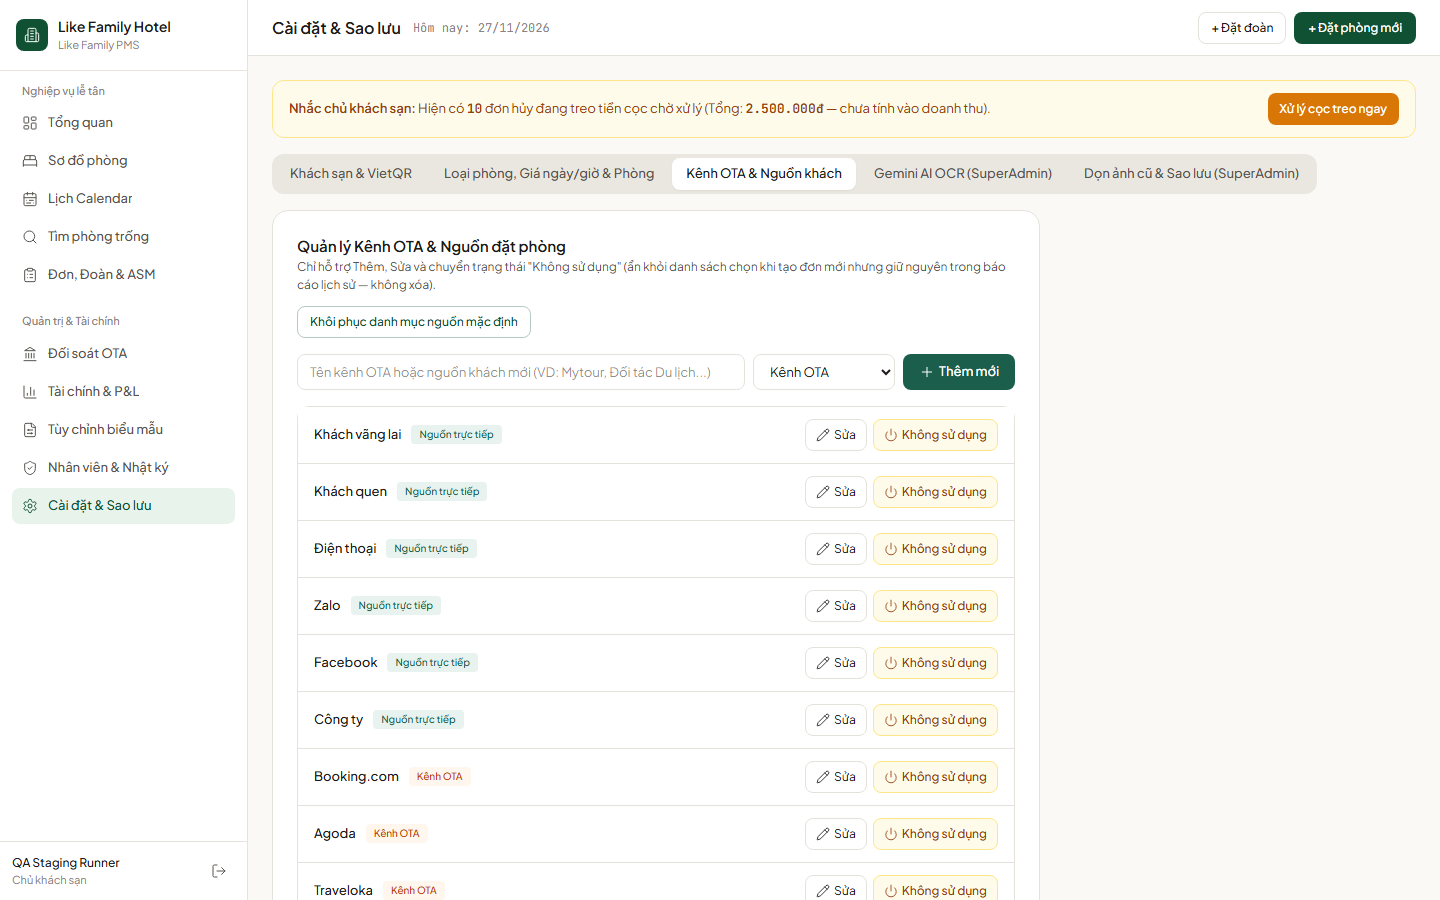 Like Family Hotel
Like Family PMS
Nghiệp vụ lễ tân
Tổng quan
Sơ đồ phòng
Lịch Calendar
Tìm phòng trống
Đơn, Đoàn & ASM
Quản trị & Tài chính
Đối soát OTA
Tài chính & P&L
Tùy chỉnh biểu mẫu
Nhân viên & Nhật ký
Cài đặt & Sao lưu
QA Staging Runner
Chủ khách sạn
Cài đặt & Sao lưu Hôm nay: 27/11/2026
+ Đặt đoàn
+ Đặt phòng mới
Nhắc chủ khách sạn: Hiện có 10 đơn hủy đang treo tiền cọc chờ xử lý (Tổng: 2.500.000đ — chưa tính vào doanh thu).
Xử lý cọc treo ngay
Khách sạn & VietQR
Loại phòng, Giá ngày/giờ & Phòng
Kênh OTA & Nguồn khách
Gemini AI OCR (SuperAdmin)
Dọn ảnh cũ & Sao lưu (SuperAdmin)
Quản lý Kênh OTA & Nguồn đặt phòng
Chỉ hỗ trợ Thêm, Sửa và chuyển trạng thái "Không sử dụng" (ẩn khỏi danh sách chọn khi tạo đơn mới nhưng giữ nguyên trong báo
cáo lịch sử — không xóa).
Khôi phục danh mục nguồn mặc định
Tên kênh OTA hoặc nguồn khách mới (VD: Mytour, Đối tác Du lịch...)
Kênh OTA
Thêm mới
Khách vãng lai Nguồn trực tiếp Sửa Không sử dụng
Khách quen Nguồn trực tiếp Sửa Không sử dụng
Điện thoại Nguồn trực tiếp Sửa Không sử dụng
Zalo Nguồn trực tiếp Sửa Không sử dụng
Facebook Nguồn trực tiếp Sửa Không sử dụng
Công ty Nguồn trực tiếp Sửa Không sử dụng
Booking.com Kênh OTA Sửa Không sử dụng
Agoda Kênh OTA Sửa Không sử dụng
Traveloka Kênh OTA Sửa Không sử dụng